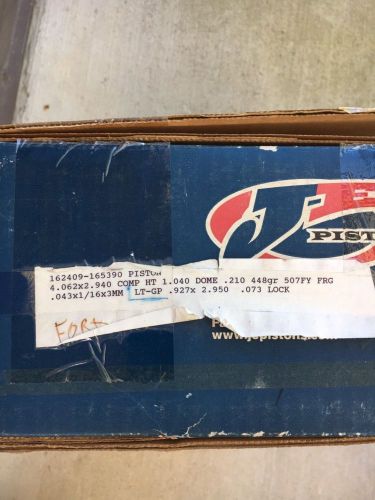 JE
PISTONS
162409-165390 PISTON
4.062x2.940 COMP HT 1.040 DOME .210 448gr 507FY FRG
.043x1/16x3MM LT-GP .927x 2.950 .073 LOCK
FORD
www.jepistons.com